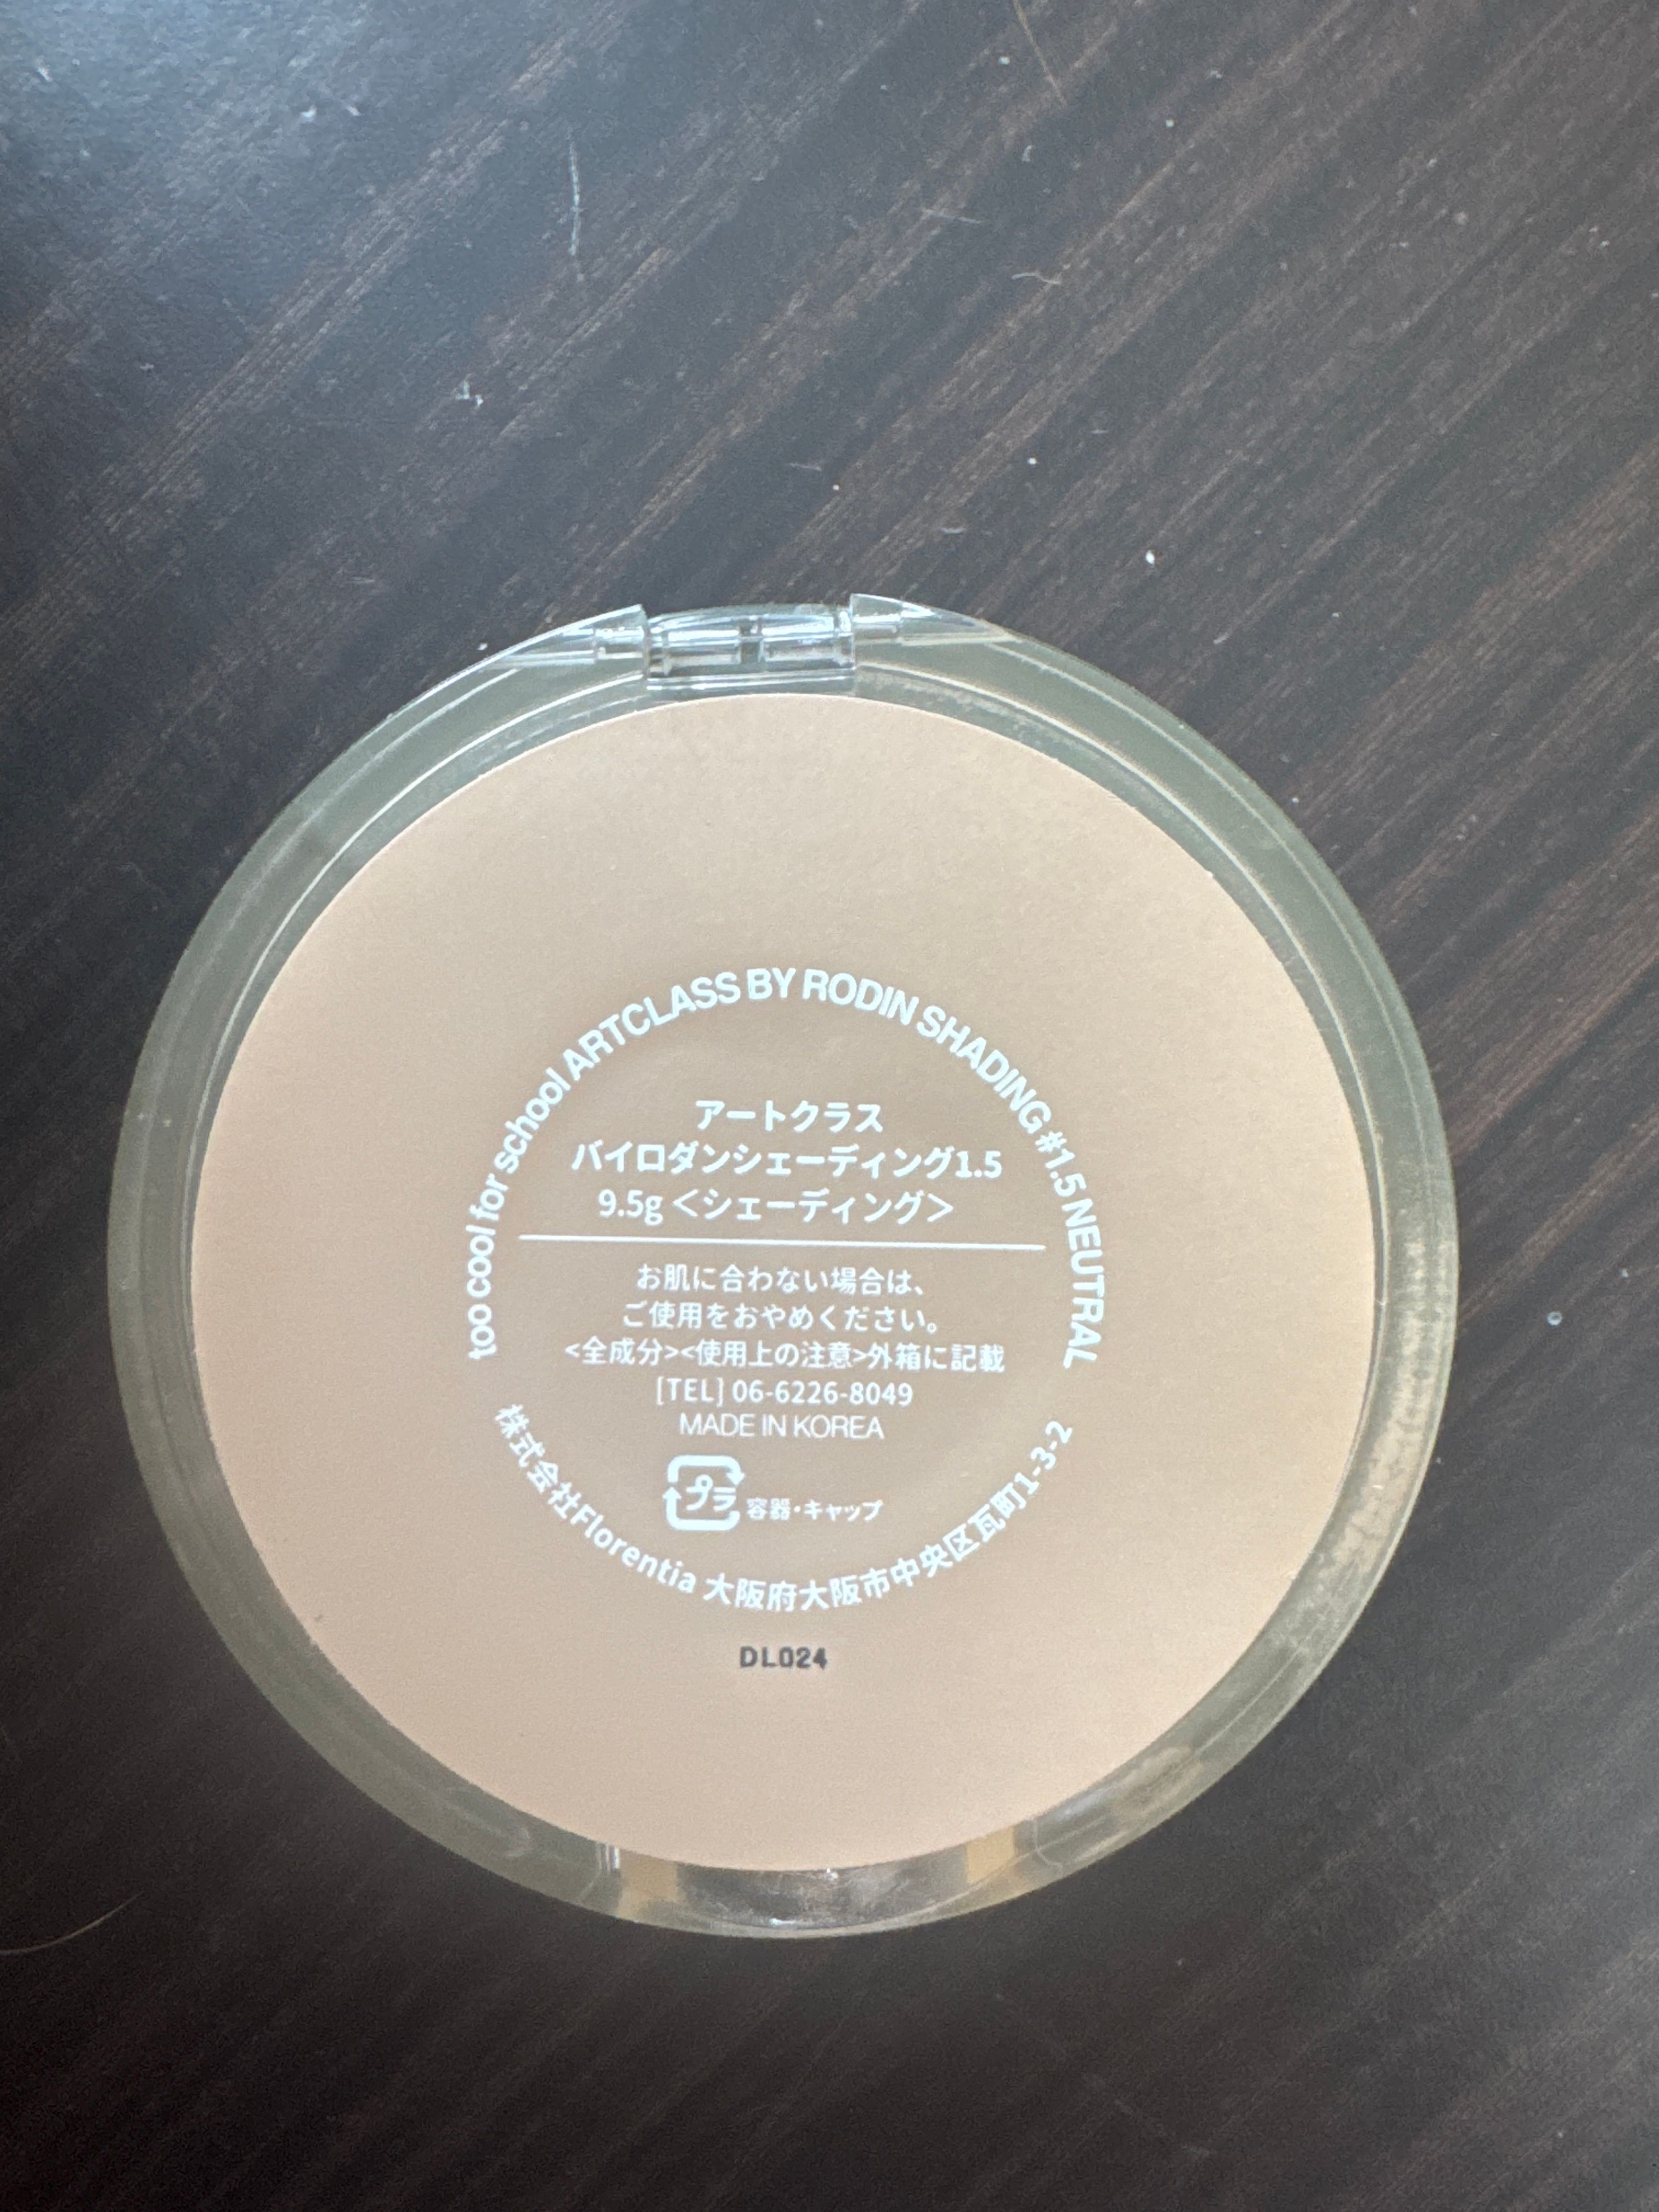 too cool for school ARTCLASS BY RODIN SHADING #1.5 NEUTRAL
アートクラス
バイロダンシェーディング1.5
9.5g <シェーディング>
お肌に合わない場合は、
ご使用をおやめください。
<全成分><使用上の注意>外箱に記載
[TEL] 06-6226-8049
MADE IN KOREA
プラ 容器・キャップ
株式会社Florentia 大阪府大阪市中央区瓦町1-3-2
DL024